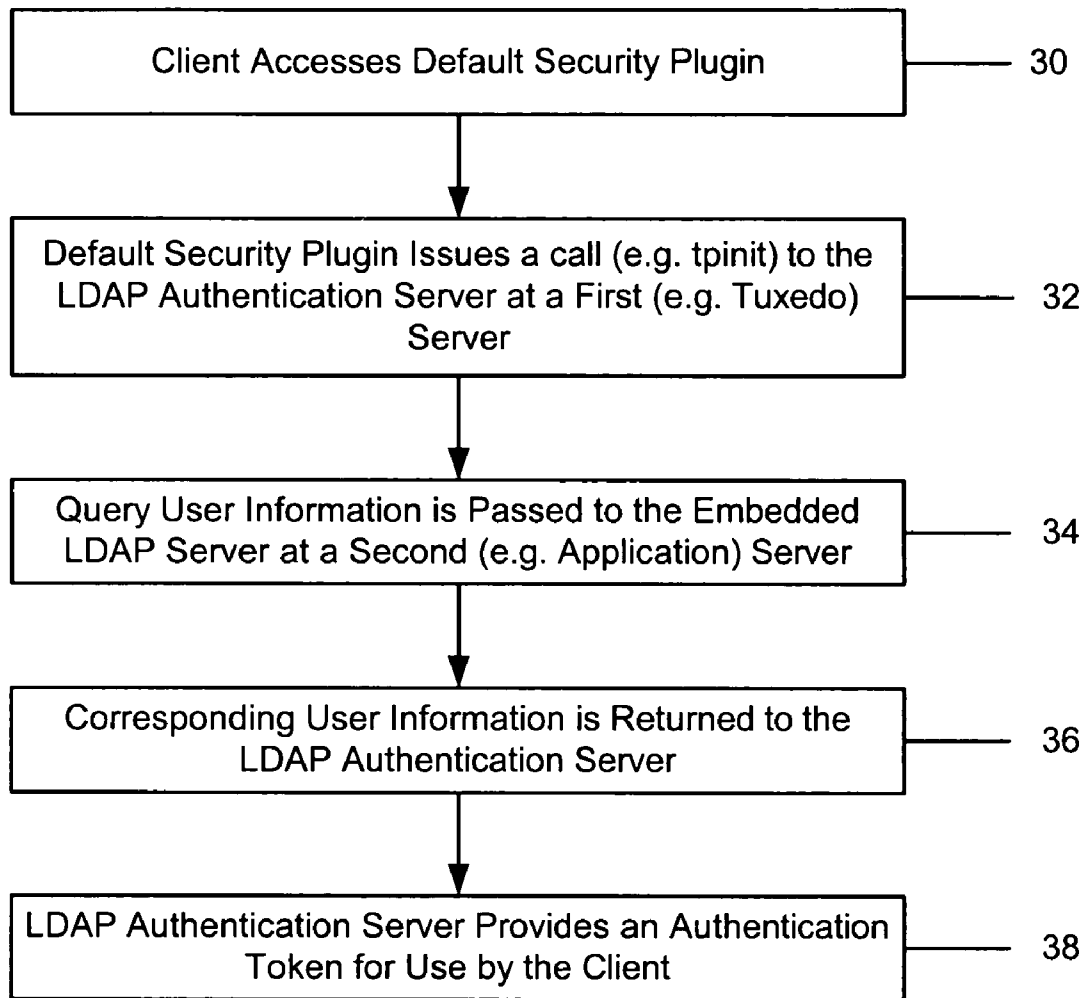 Client Accesses Default Security Plugin
30
Default Security Plugin Issues a call (e.g. tpinit) to the
LDAP Authentication Server at a First (e.g. Tuxedo)
Server
32
Query User Information is Passed to the Embedded
LDAP Server at a Second (e.g. Application) Server
34
Corresponding User Information is Returned to the
LDAP Authentication Server
36
LDAP Authentication Server Provides an Authentication
Token for Use by the Client
38